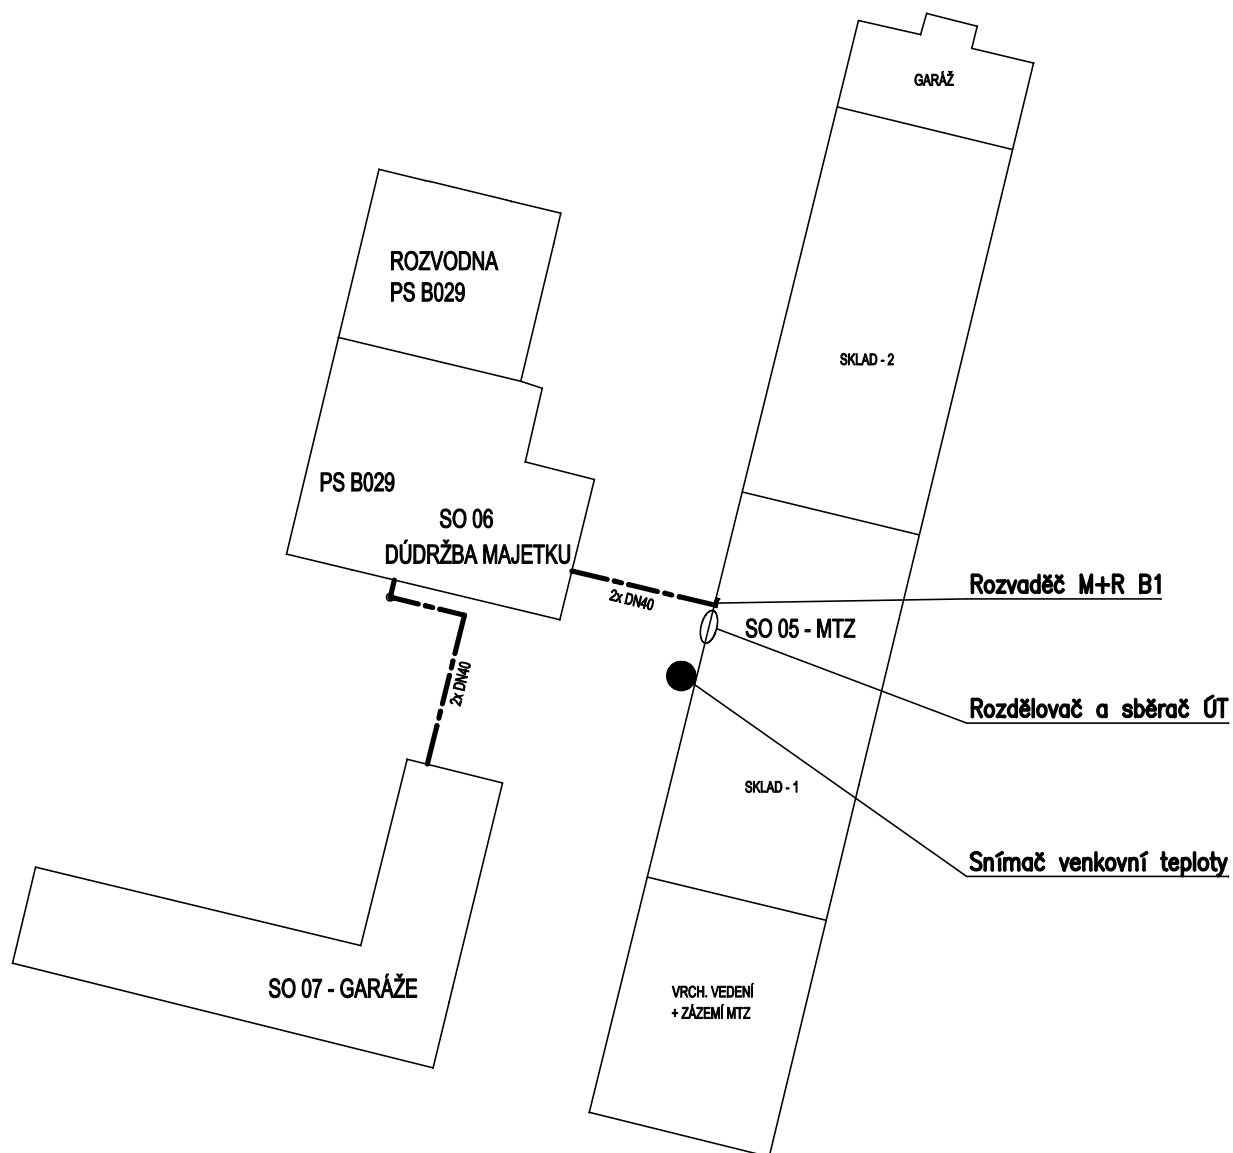 GARÁŽ
ROZVODNA
PS B029
SKLAD - 2
PS B029
SO 06
DÚDRŽBA MAJETKU
2x DN40
Rozvaděč M+R B1
SO 05 - MTZ
2x DN40
Rozdělovač a sběrač ÚT
SKLAD - 1
Snímač venkovní teploty
SO 07 - GARÁŽE
VRCH. VEDENÍ
+ ZÁZEMÍ MTZ